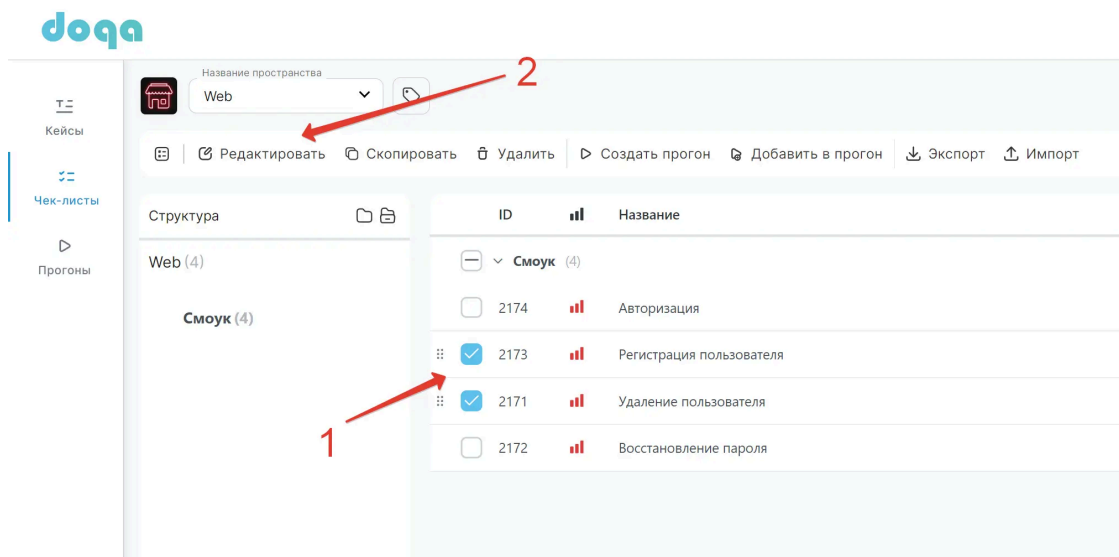 doqa
Название пространства
Web
2
Кейсы
Чек-листы
Прогоны
Редактировать Скопировать Удалить Создать прогон Добавить в прогон Экспорт Импорт
Структура
Web (4)
Смоук (4)
ID Название
Смоук (4)
2174 Авторизация
2173 Регистрация пользователя
2171 Удаление пользователя
2172 Восстановление пароля
1